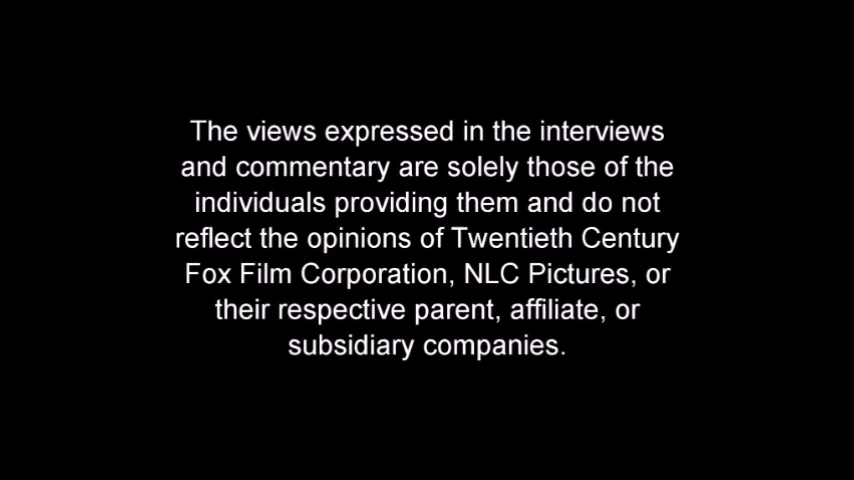 The views expressed in the interviews
and commentary are solely those of the
individuals providing them and do not
reflect the opinions of Twentieth Century
Fox Film Corporation, NLC Pictures, or
their respective parent, affiliate, or
subsidiary companies.